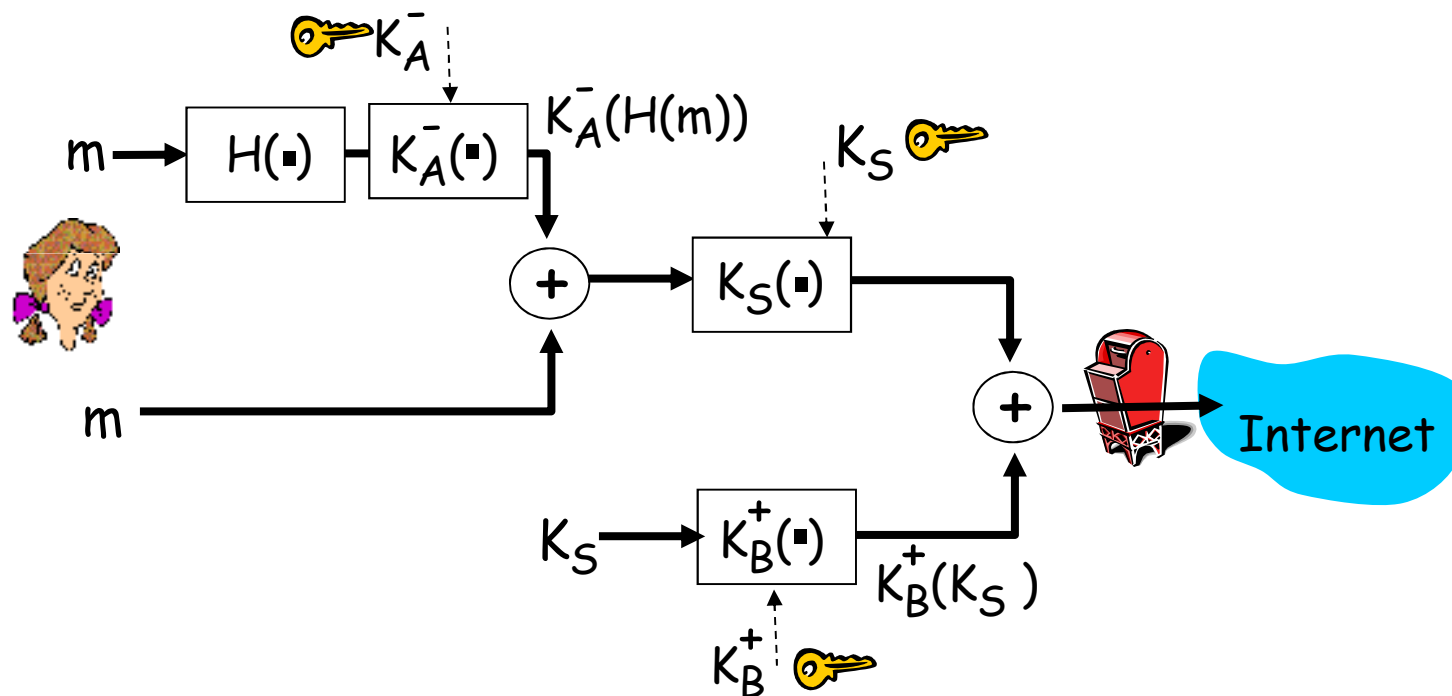 K_A^-
m
H(▪)
K_A^-(▪)
K_A^-(H(m))
K_S
+
K_S(▪)
m
+
Internet
K_S
K_B^+(▪)
K_B^+(K_S )
K_B^+